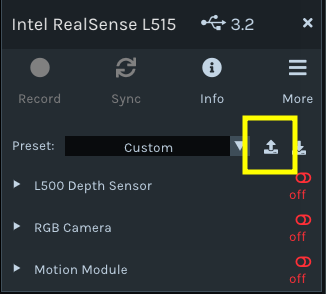 Intel RealSense L515 3.2
Record Sync Info More
Preset: Custom
L500 Depth Sensor off
RGB Camera off
Motion Module off